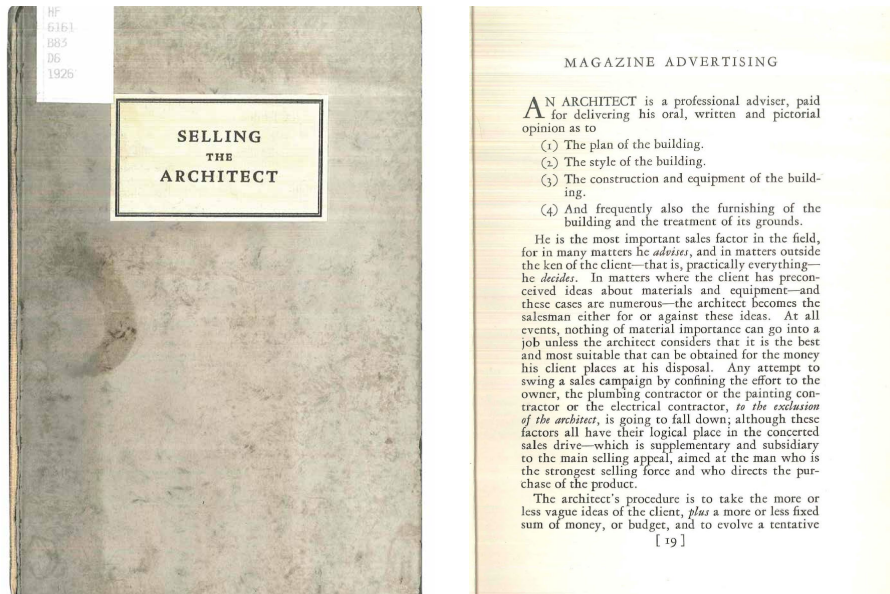 HF
6161
B83
D6
1926
SELLING
THE
ARCHITECT
MAGAZINE ADVERTISING
AN ARCHITECT is a professional adviser, paid
for delivering his oral, written and pictorial
opinion as to
(1) The plan of the building.
(2) The style of the building.
(3) The construction and equipment of the build-
ing.
(4) And frequently also the furnishing of the
building and the treatment of its grounds.
He is the most important sales factor in the field,
for in many matters he advises, and in matters outside
the ken of the client—that is, practically everything—
he decides. In matters where the client has precon-
ceived ideas about materials and equipment—and
these cases are numerous—the architect becomes the
salesman either for or against these ideas. At all
events, nothing of material importance can go into a
job unless the architect considers that it is the best
and most suitable that can be obtained for the money
his client places at his disposal. Any attempt to
swing a sales campaign by confining the effort to the
owner, the plumbing contractor or the painting con-
tractor or the electrical contractor, to the exclusion
of the architect, is going to fall down; although these
factors all have their logical place in the concerted
sales drive—which is supplementary and subsidiary
to the main selling appeal, aimed at the man who is
the strongest selling force and who directs the pur-
chase of the product.
The architect's procedure is to take the more or
less vague ideas of the client, plus a more or less fixed
sum of money, or budget, and to evolve a tentative
[ 19 ]